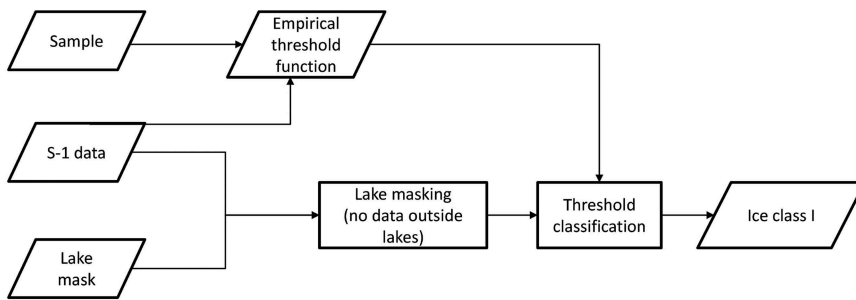 Sample
Empirical
threshold
function
S-1 data
Lake masking
(no data outside
lakes)
Threshold
classification
Ice class I
Lake
mask